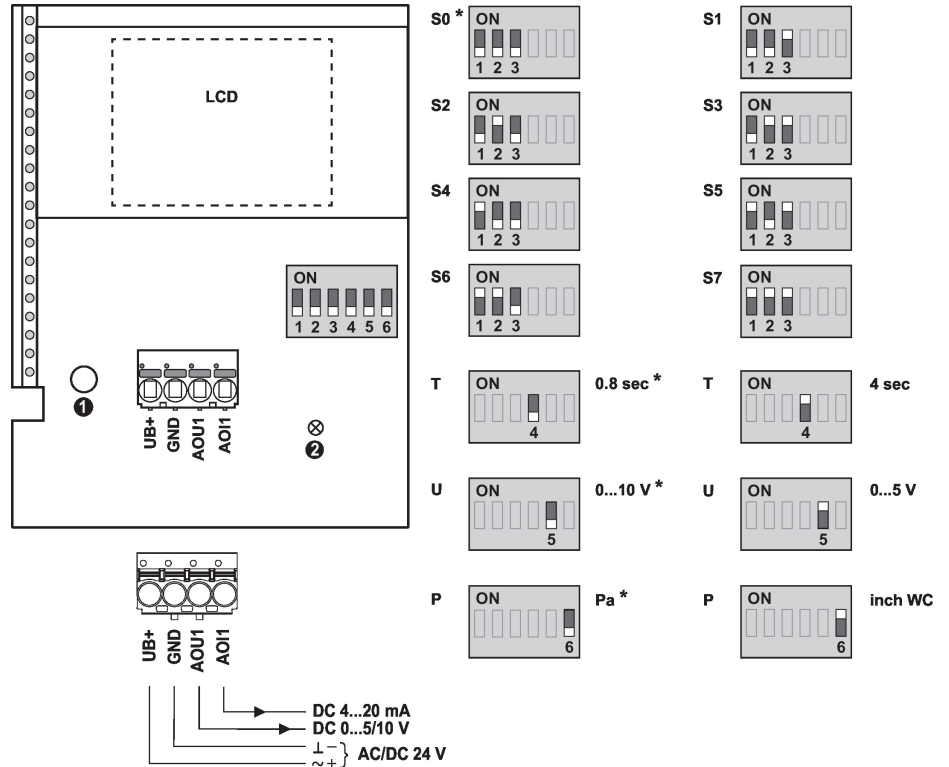 LCD
ON
1 2 3 4 5 6
❶
UB+
GND
AOU1
AOI1
❷
UB+
GND
AOU1
AOI1
DC 4...20 mA
DC 0...5/10 V
⊥ −
~ + } AC/DC 24 V
S0 *
ON
1 2 3
S1
ON
1 2 3
S2
ON
1 2 3
S3
ON
1 2 3
S4
ON
1 2 3
S5
ON
1 2 3
S6
ON
1 2 3
S7
ON
1 2 3
T
ON
4
0.8 sec *
T
ON
4
4 sec
U
ON
5
0...10 V *
U
ON
5
0...5 V
P
ON
6
Pa *
P
ON
6
inch WC